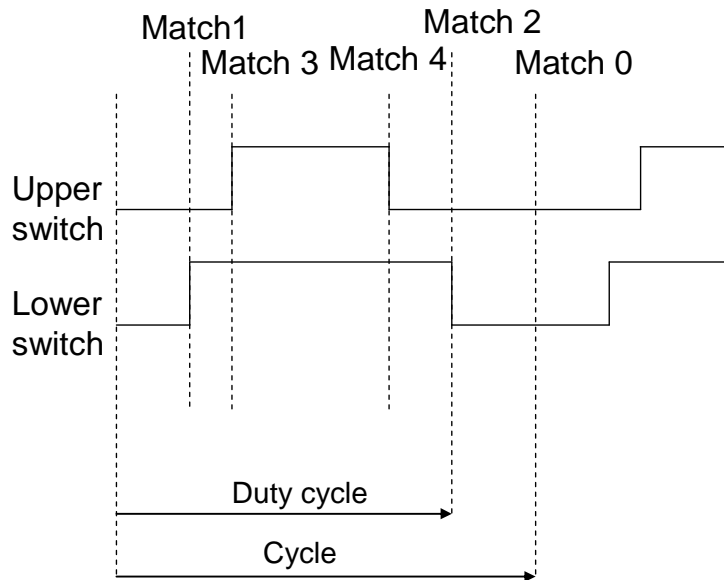 Match1
Match 2
Match 3
Match 4
Match 0
Upper
switch
Lower
switch
Duty cycle
Cycle